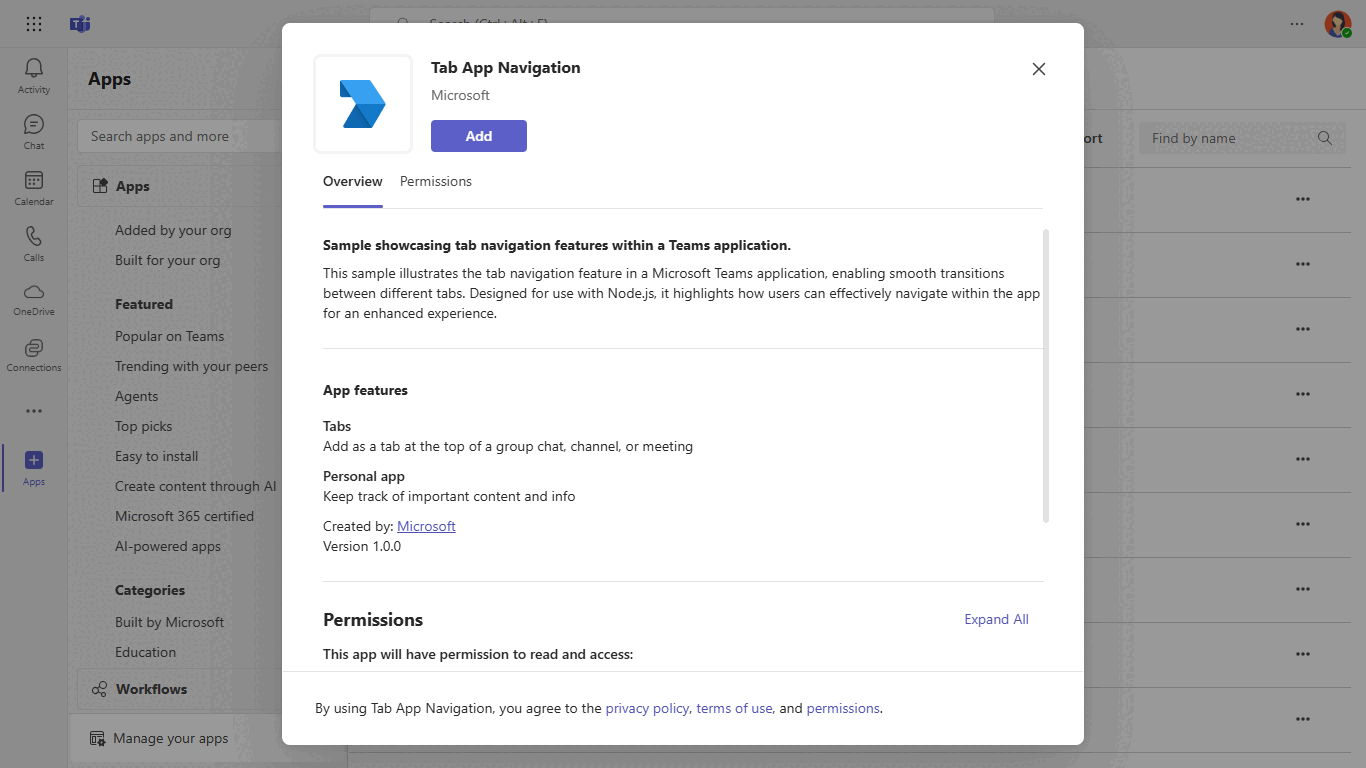 Search (Ctrl+Alt+E)
Activity
Chat
Calendar
Calls
OneDrive
Connections
Apps
Apps
Search apps and more
Apps
Added by your org
Built for your org
Featured
Popular on Teams
Trending with your peers
Agents
Top picks
Easy to install
Create content through AI
Microsoft 365 certified
AI-powered apps
Categories
Built by Microsoft
Education
Workflows
Manage your apps
Tab App Navigation
Microsoft
Add
Overview Permissions
Sample showcasing tab navigation features within a Teams application.
This sample illustrates the tab navigation feature in a Microsoft Teams application, enabling smooth transitions
between different tabs. Designed for use with Node.js, it highlights how users can effectively navigate within the app
for an enhanced experience.
App features
Tabs
Add as a tab at the top of a group chat, channel, or meeting
Personal app
Keep track of important content and info
Created by: Microsoft
Version 1.0.0
Permissions
Expand All
This app will have permission to read and access:
By using Tab App Navigation, you agree to the privacy policy, terms of use, and permissions.
ort
Find by name